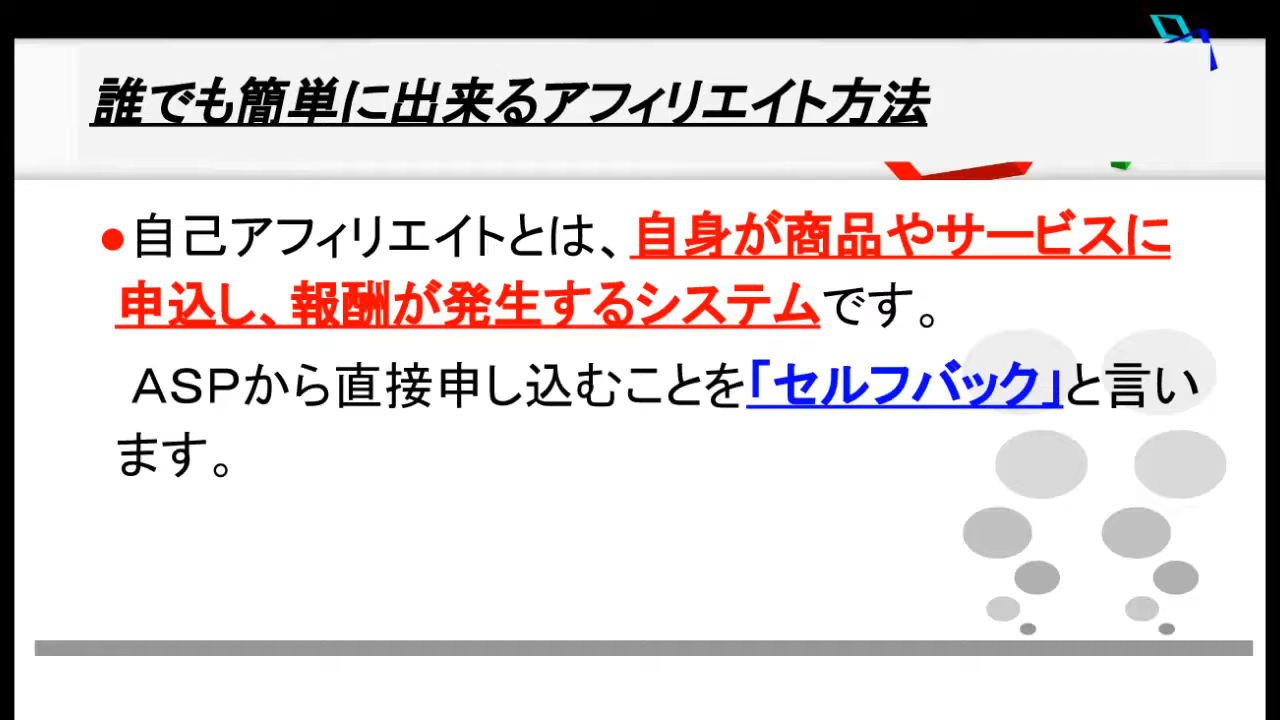 誰でも簡単に出来るアフィリエイト方法
●自己アフィリエイトとは、自身が商品やサービスに
申込し、報酬が発生するシステムです。
ASPから直接申し込むことを「セルフバック」と言い
ます。